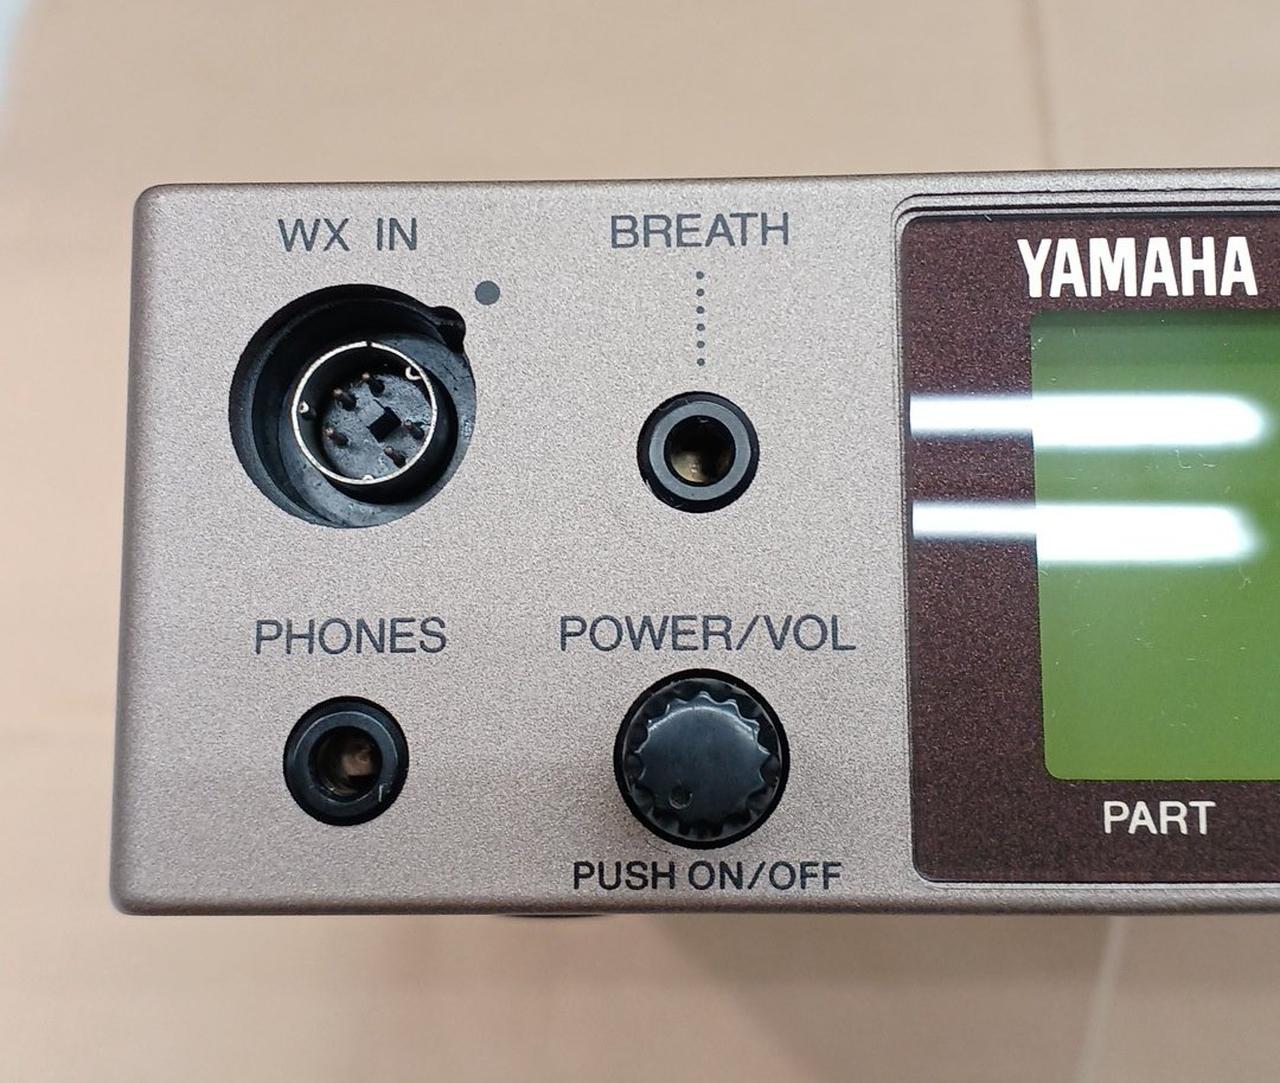 WX IN
BREATH
YAMAHA
PHONES
POWER/VOL
PUSH ON/OFF
PART